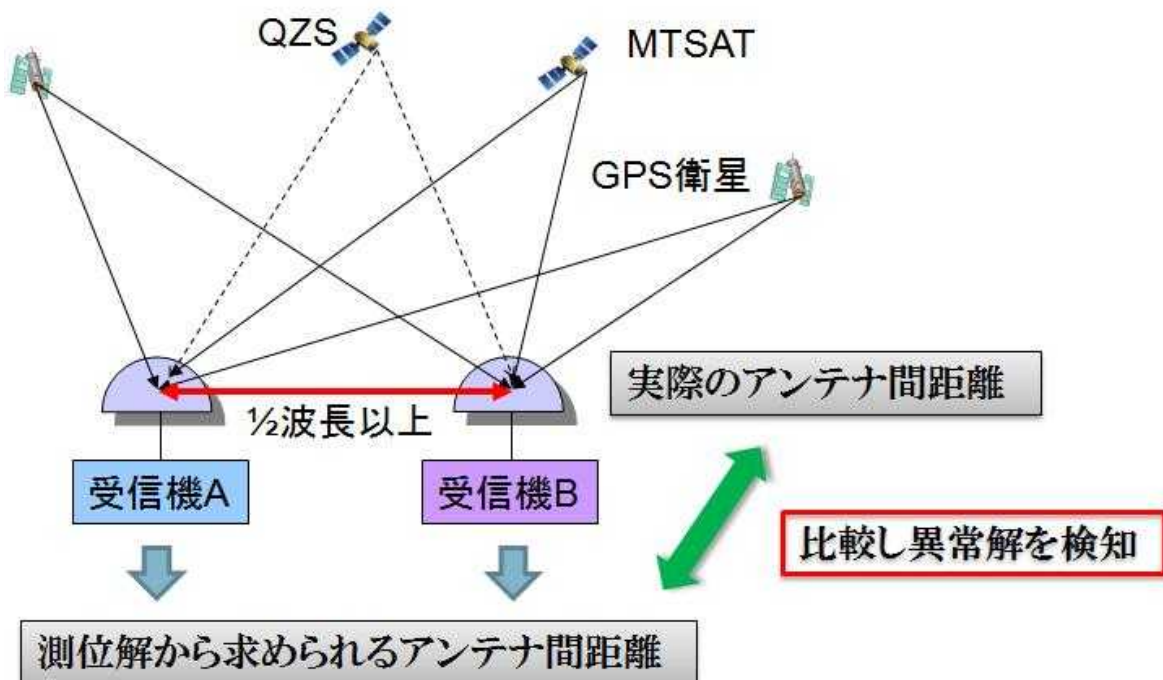 QZS
MTSAT
GPS衛星
実際のアンテナ間距離
½波長以上
受信機A
受信機B
比較し異常解を検知
測位解から求められるアンテナ間距離